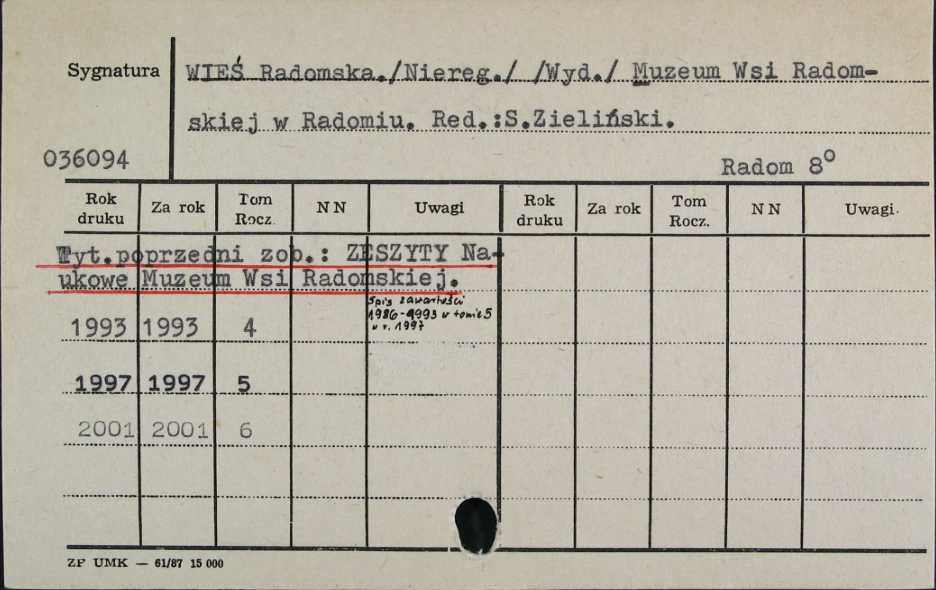 Sygnatura WIEŚ Radomska./Niereg./ /Wyd./ Muzeum Wsi Radom-
skiej w Radomiu. Red.:S.Zieliński.
036094 Radom 8°
Rok druku Za rok Tom Rocz. NN Uwagi Rok druku Za rok Tom Rocz. NN Uwagi
Tyt.poprzedni zob.: ZESZYTY Na-
ukowe Muzeum Wsi Radomskiej.
Spis zawartości
1986-1993 w tomie 5
w r. 1997
1993 1993 4
1997 1997 5
2001 2001 6
ZP UMK — 61/87 15 000